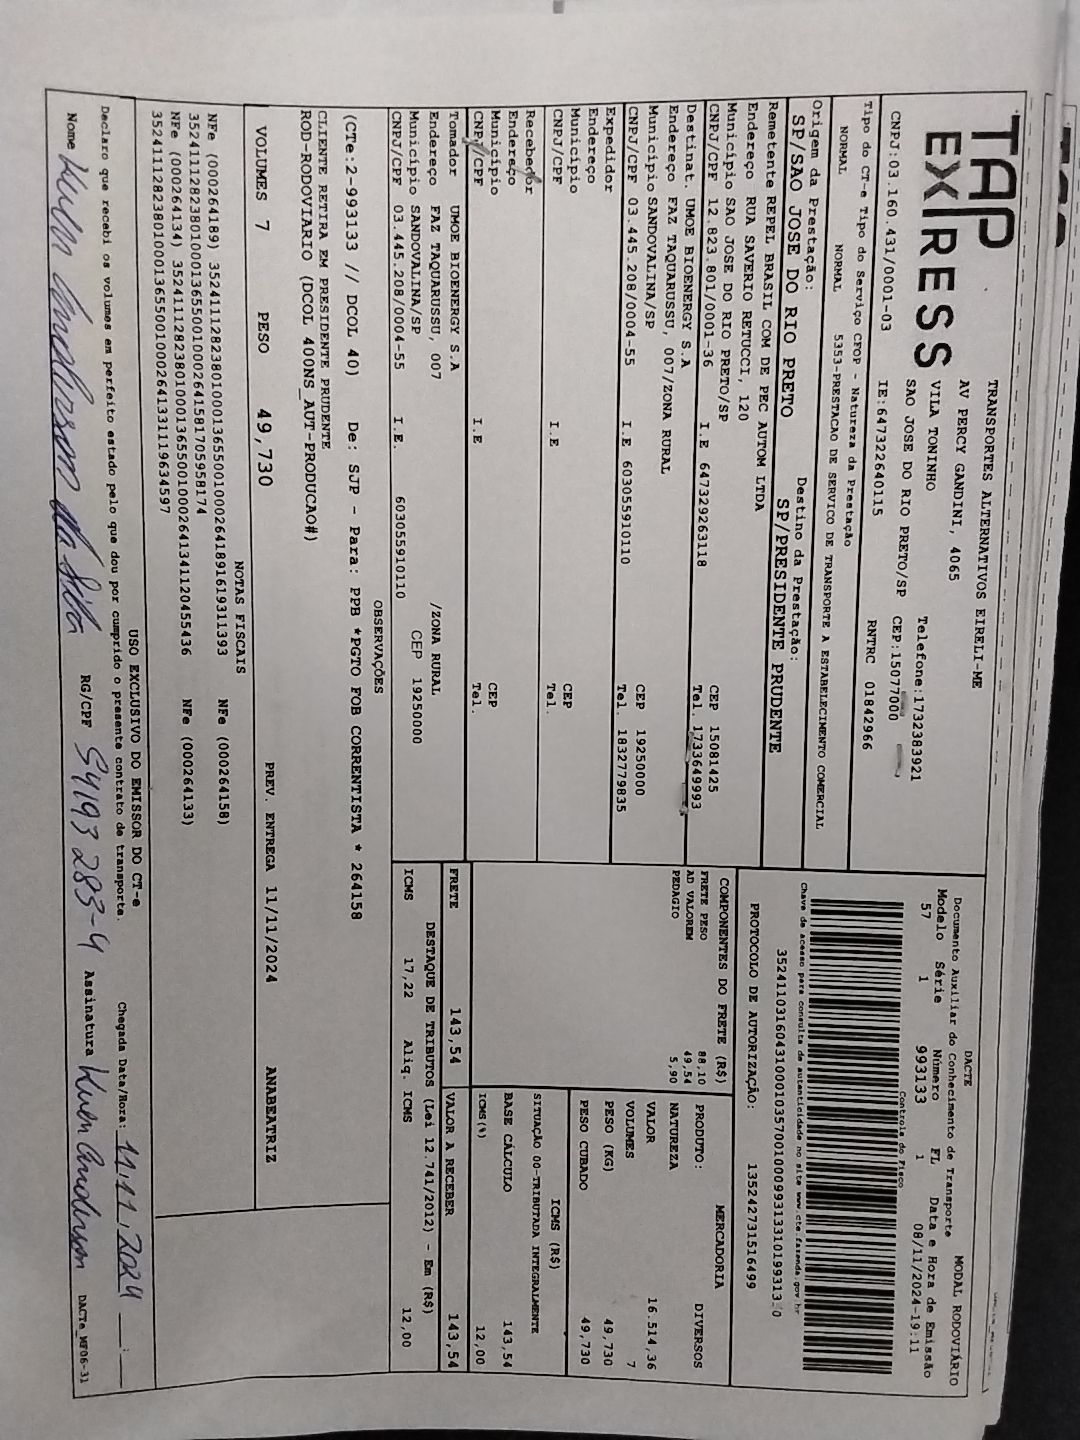 TAP
EXPRESS
TRANSPORTES ALTERNATIVOS EIRELI-ME
AV PERCY GANDINI, 4065
VILA TONINHO Telefone:1732383921
SAO JOSE DO RIO PRETO/SP CEP:15077000
CNPJ:03.160.431/0001-03 IE:647322640115 RNTRC 01842966
DACTE MODAL RODOVIÁRIO
Documento Auxiliar do Conhecimento de Transporte
Modelo Série Número FL Data e Hora de Emissão
57 1 993133 1 08/11/2024-19:11
Controle do Fisco
Chave de acesso para consulta de autenticidade no site www.cte.fazenda.gov.br
PROTOCOLO DE AUTORIZAÇÃO: 135242731516499
Tipo do CT-e Tipo do Serviço CFOP - Natureza da Prestação
NORMAL NORMAL 5353-PRESTACAO DE SERVICO DE TRANSPORTE A ESTABELECIMENTO COMERCIAL
Origem da Prestação: Destino da Prestação:
SP/SAO JOSE DO RIO PRETO SP/PRESIDENTE PRUDENTE
Remetente REPEL BRASIL COM DE PEC AUTOM LTDA
Endereço RUA SAVERIO RETUCCI, 120
Município SAO JOSE DO RIO PRETO/SP CEP 15081425
CNPJ/CPF 12.823.801/0001-36 I.E 647329263118 Tel. 1733649993
Destinat. UMOE BIOENERGY S.A
Endereço FAZ TAQUARUSSU, 007/ZONA RURAL
Município SANDOVALINA/SP CEP 19250000
CNPJ/CPF 03.445.208/0004-55 I.E 603055910110 Tel. 1832779835
Expedidor
Endereço
Município CEP
CNPJ/CPF I.E Tel.
Recebedor
Endereço
Município CEP
CNPJ/CPF I.E Tel.
Tomador UMOE BIOENERGY S.A
Endereço FAZ TAQUARUSSU, 007 /ZONA RURAL
Município SANDOVALINA/SP CEP 19250000
CNPJ/CPF 03.445.208/0004-55 I.E. 603055910110
COMPONENTES DO FRETE (R$)
FRETE PESO 88,10
AD VALOREM 49,54
PEDAGIO 5,90
MERCADORIA
PRODUTO: DIVERSOS
NATUREZA
VALOR 16.514,36
VOLUMES 7
PESO (KG) 49,730
PESO CUBADO 49,730
ICMS (R$)
SITUAÇÃO 00-TRIBUTADA INTEGRALMENTE
BASE CÁLCULO 143,54
ICMS(%) 12,00
FRETE 143,54 VALOR A RECEBER 143,54
DESTAQUE DE TRIBUTOS (Lei 12.741/2012) - Em (R$)
ICMS 17,22 Aliq. ICMS 12,00
OBSERVAÇÕES
(CTe:2-993133 // DCOL 40) De: SJP - Para: PPB *PGTO FOB CORRENTISTA * 264158
CLIENTE RETIRA EM PRESIDENTE PRUDENTE
ROD-RODOVIARIO (DCOL 400NS_AUT-PRODUCAO#)
VOLUMES 7 PESO 49,730 PREV. ENTREGA 11/11/2024 ANABEATRIZ
NOTAS FISCAIS
NFe (000264189) 35241112823801000136550010002641891619311393 NFe (000264158)
35241112823801000136550010002641581705958174
NFe (000264134) 35241112823801000136550010002641341120455436 NFe (000264133)
35241112823801000136550010002641331119634597
USO EXCLUSIVO DO EMISSOR DO CT-e
Declaro que recebi os volumes em perfeito estado pelo que dou por cumprido o presente contrato de transporte. Chegada Data/Hora: 11,11,2024 __:__
Nome da Silva RG/CPF 54193283-4 Assinatura
DACTe_MF06-31